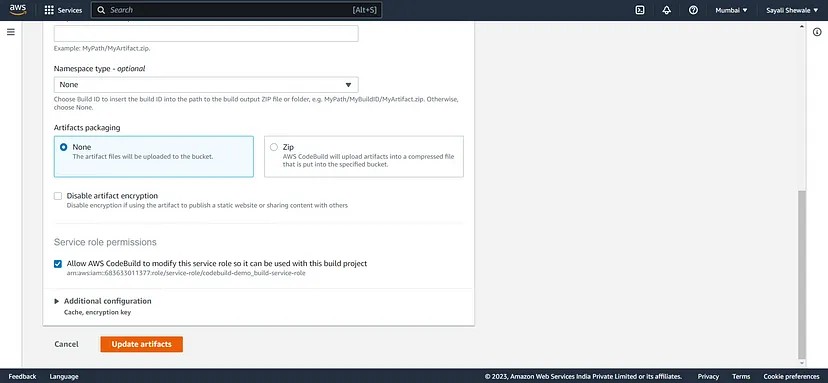 aws
Services
Search
[Alt+S]
Mumbai
Sayali Shewale
Example: MyPath/MyArtifact.zip.
Namespace type - optional
None
Choose Build ID to insert the build ID into the path to the build output ZIP file or folder, e.g. MyPath/MyBuildID/MyArtifact.zip. Otherwise,
choose None.
Artifacts packaging
None
The artifact files will be uploaded to the bucket.
Zip
AWS CodeBuild will upload artifacts into a compressed file
that is put into the specified bucket.
Disable artifact encryption
Disable encryption if using the artifact to publish a static website or sharing content with others
Service role permissions
Allow AWS CodeBuild to modify this service role so it can be used with this build project
arn:aws:iam::683633011377:role/service-role/codebuild-demo_build-service-role
Additional configuration
Cache, encryption key
Cancel
Update artifacts
Feedback
Language
© 2023, Amazon Web Services India Private Limited or its affiliates.
Privacy
Terms
Cookie preferences